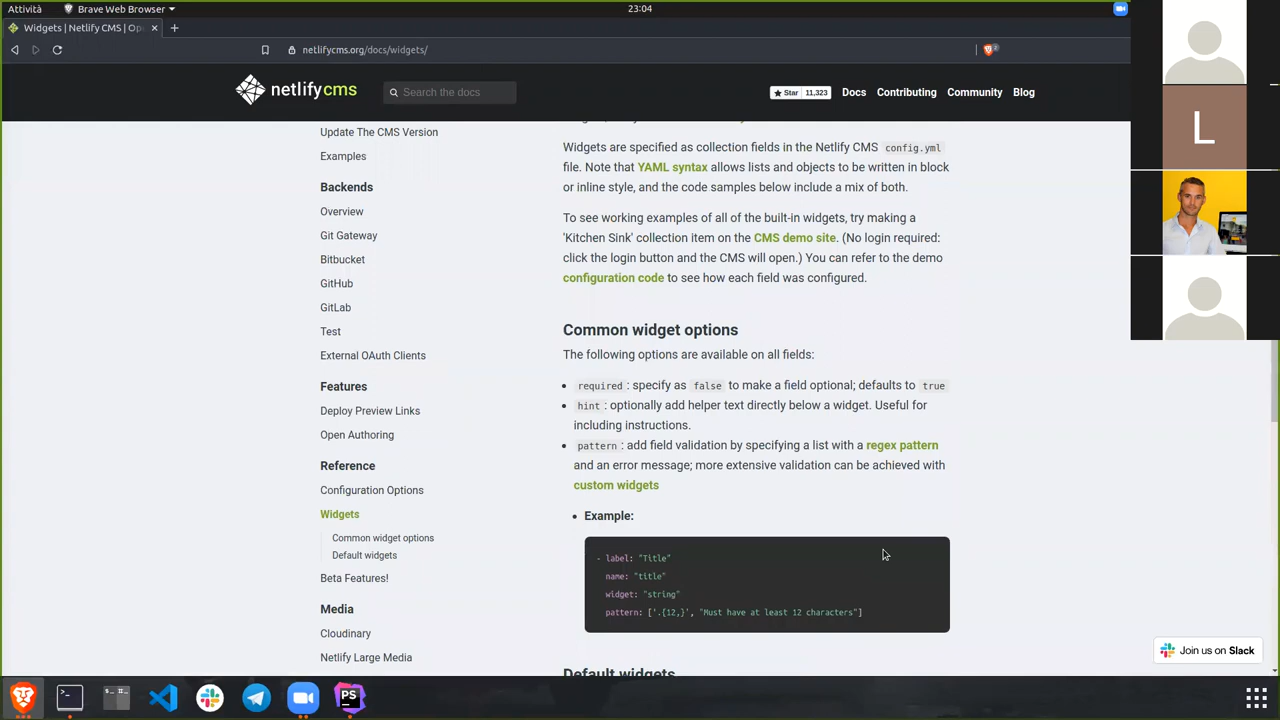 Attività
Brave Web Browser
23:04
Widgets | Netlify CMS | Op
netlifycms.org/docs/widgets/
2
netlifycms
Search the docs
Star 11,323
Docs
Contributing
Community
Blog
L
Update The CMS Version
Examples
Backends
Overview
Git Gateway
Bitbucket
GitHub
GitLab
Test
External OAuth Clients
Features
Deploy Preview Links
Open Authoring
Reference
Configuration Options
Widgets
Common widget options
Default widgets
Beta Features!
Media
Cloudinary
Netlify Large Media
Widgets are specified as collection fields in the Netlify CMS config.yml
file. Note that YAML syntax allows lists and objects to be written in block
or inline style, and the code samples below include a mix of both.
To see working examples of all of the built-in widgets, try making a
'Kitchen Sink' collection item on the CMS demo site. (No login required:
click the login button and the CMS will open.) You can refer to the demo
configuration code to see how each field was configured.
Common widget options
The following options are available on all fields:
• required : specify as false to make a field optional; defaults to true
• hint : optionally add helper text directly below a widget. Useful for
including instructions.
• pattern : add field validation by specifying a list with a regex pattern
and an error message; more extensive validation can be achieved with
custom widgets
• Example:
- label: "Title"
name: "title"
widget: "string"
pattern: ['.{12,}', "Must have at least 12 characters"]
Default widgets
Join us on Slack
PS